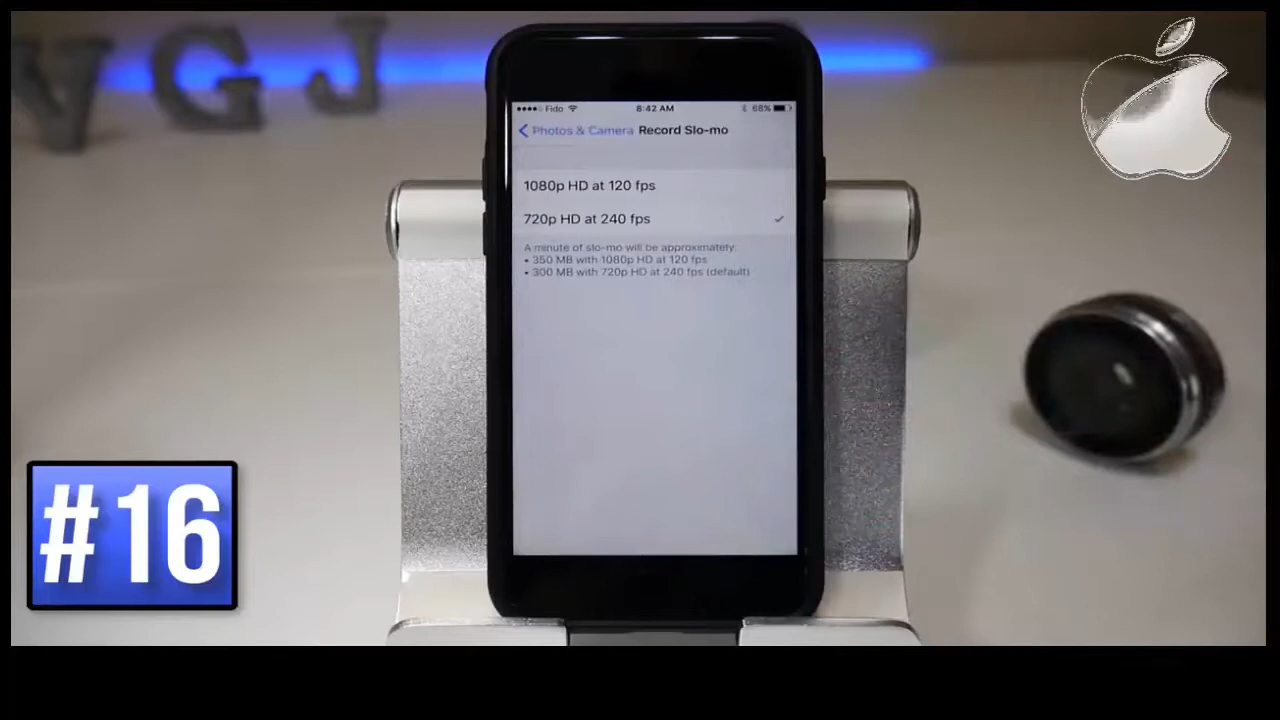 VGJ
Fido 8:42 AM 68%
Photos & Camera Record Slo-mo
1080p HD at 120 fps
720p HD at 240 fps
A minute of slo-mo will be approximately:
• 350 MB with 1080p HD at 120 fps
• 300 MB with 720p HD at 240 fps (default)
#16